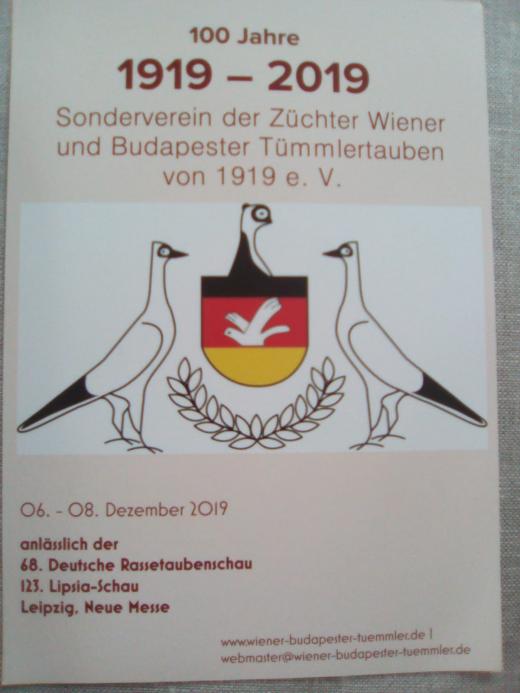 100 Jahre
1919 – 2019
Sonderverein der Züchter Wiener
und Budapester Tümmlertauben
von 1919 e. V.
06. - 08. Dezember 2019
anlässlich der
68. Deutsche Rassetaubenschau
123. Lipsia-Schau
Leipzig, Neue Messe
www.wiener-budapester-tuemmler.de |
webmaster@wiener-budapester-tuemmler.de